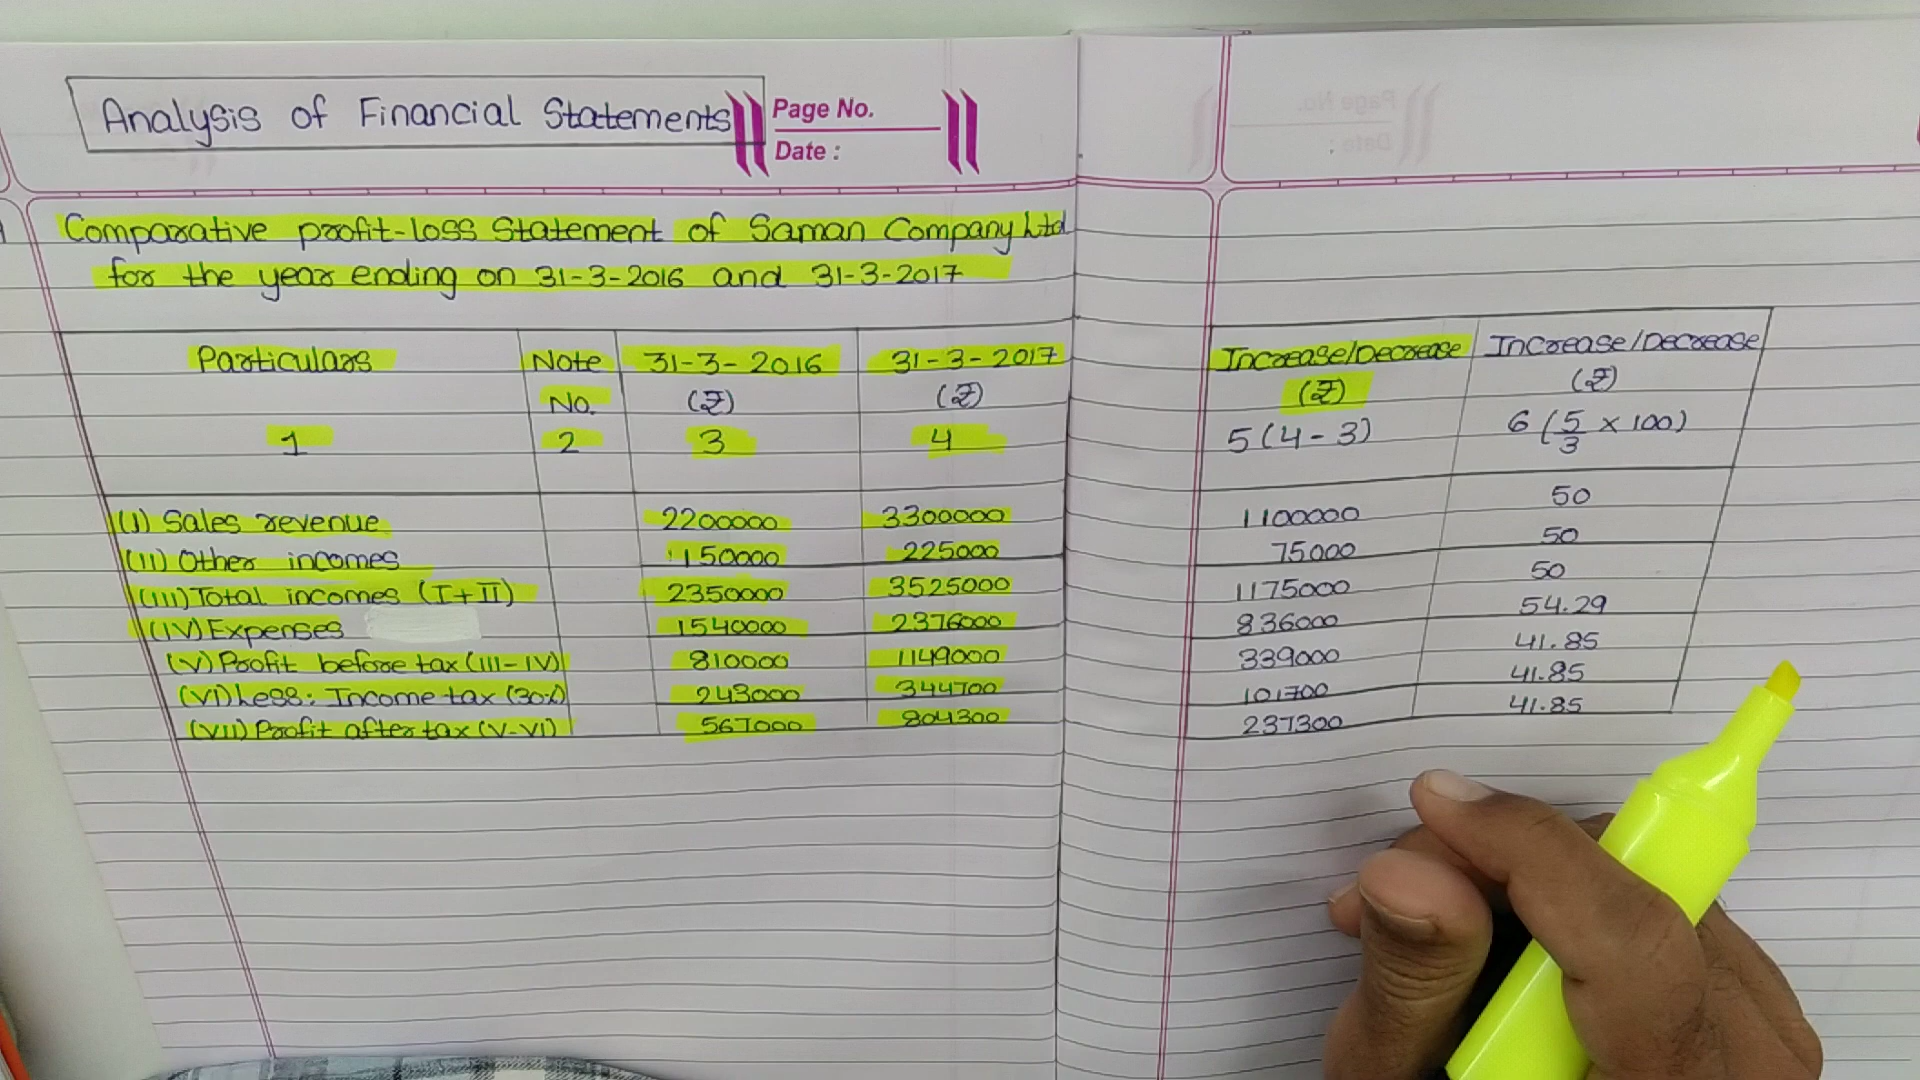 Analysis of Financial Statements
Page No.
Date :
Comparative profit-loss Statement of Saman Company Ltd
for the year ending on 31-3-2016 and 31-3-2017
Particulars Note No. 31-3-2016 (₹) 31-3-2017 (₹) Increase/Decrease (₹) Increase/Decrease (₹)
1 2 3 4 5 (4-3) 6 (5/3 × 100)
(I) Sales revenue 2200000 3300000 1100000 50
(II) Other incomes 150000 225000 75000 50
(III) Total incomes (I+II) 2350000 3525000 1175000 50
(IV) Expenses 1540000 2376000 836000 54.29
(V) Profit before tax (III-IV) 810000 1149000 339000 41.85
(VI) Less: Income tax (30%) 243000 344700 101700 41.85
(VII) Profit after tax (V-VI) 567000 804300 237300 41.85